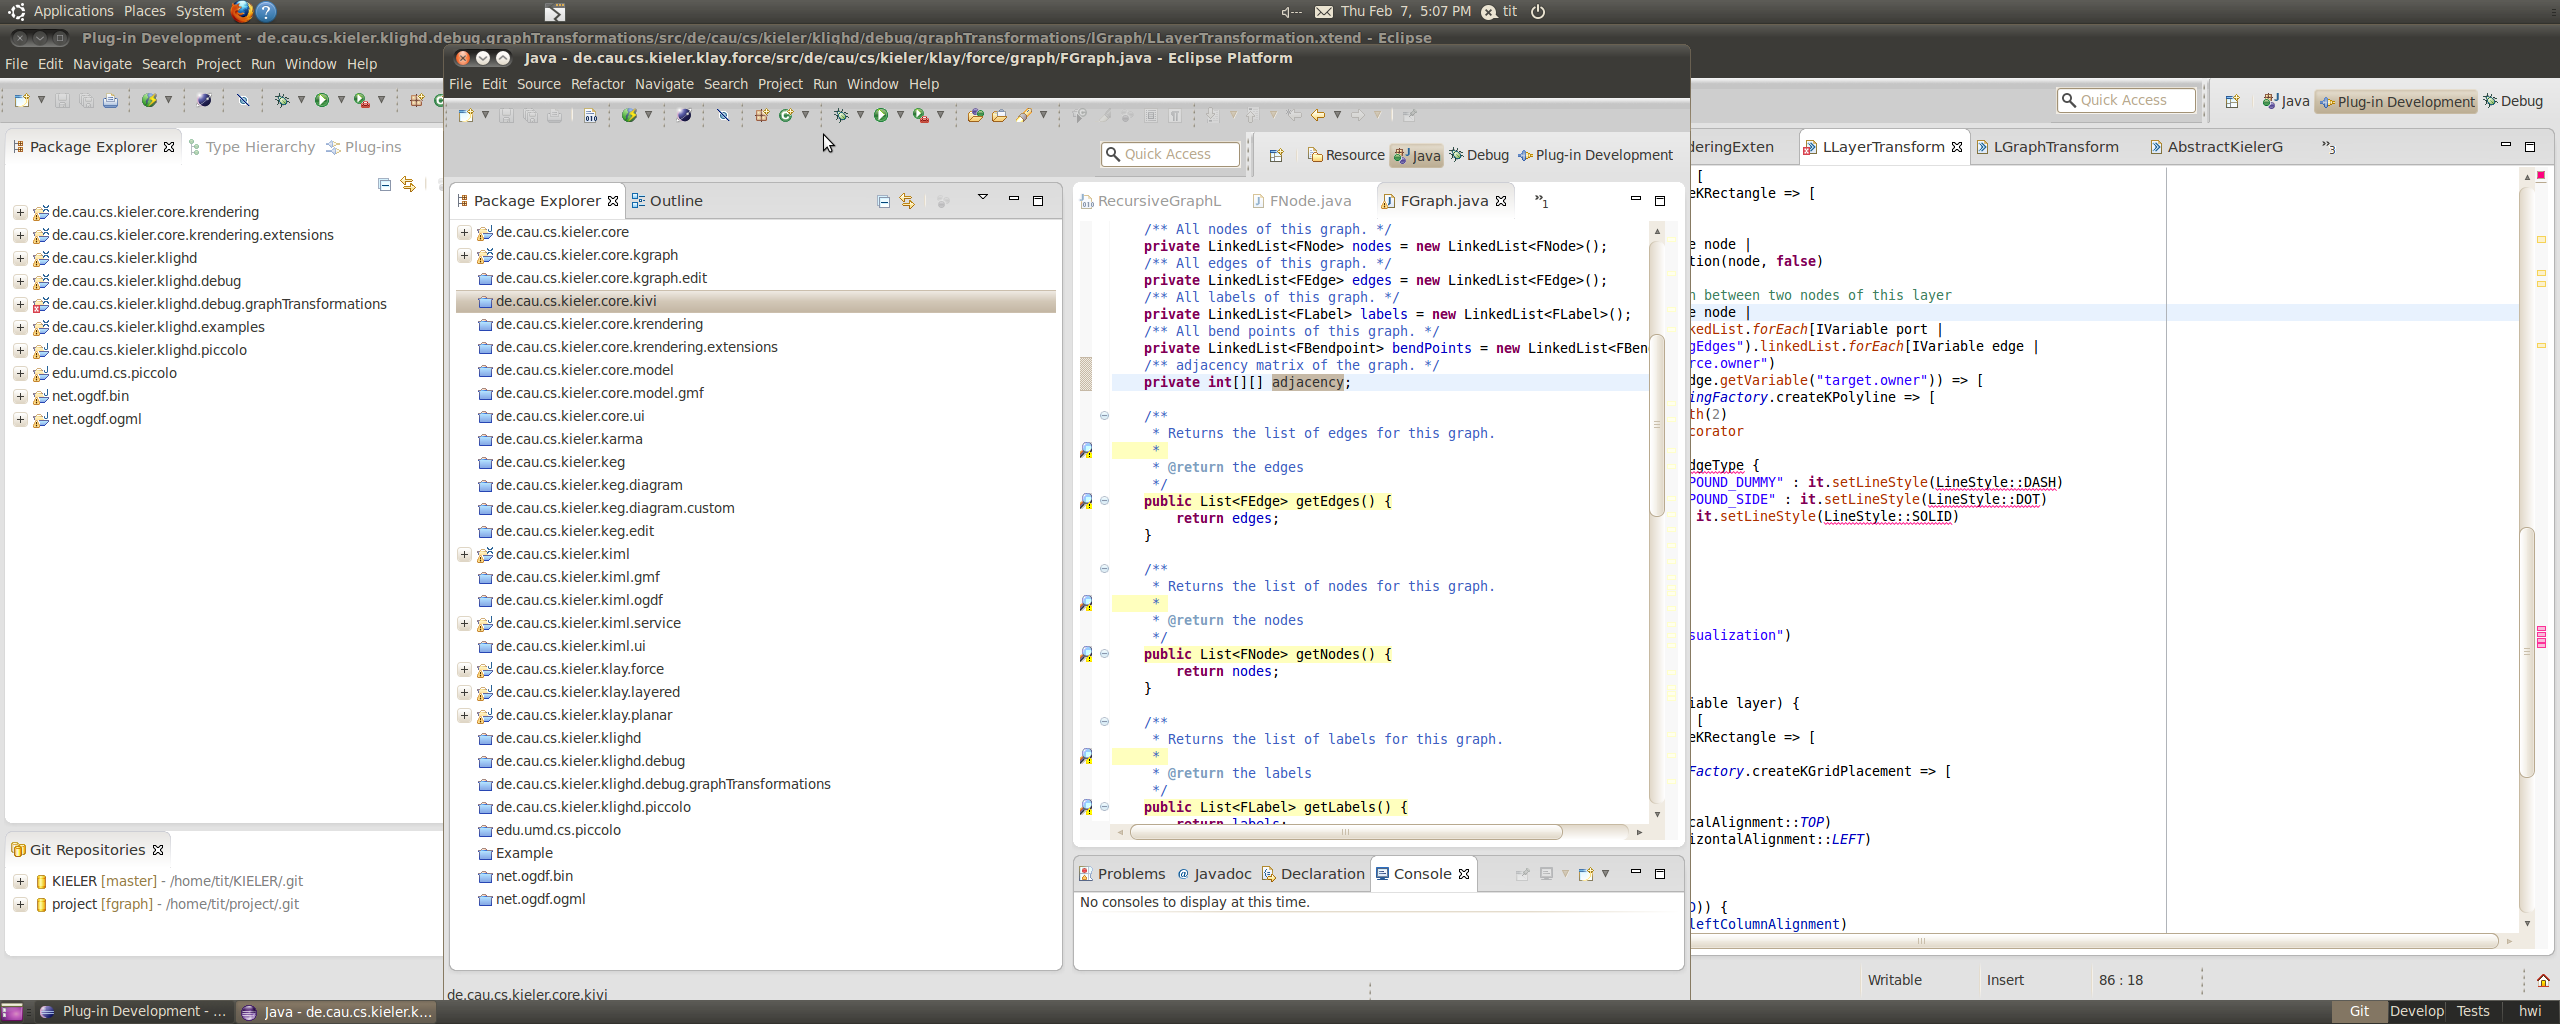 Applications Places System
Thu Feb 7, 5:07 PM tit
Plug-in Development - de.cau.cs.kieler.klighd.debug.graphTransformations/src/de/cau/cs/kieler/klighd/debug/graphTransformations/lGraph/LLayerTransformation.xtend - Eclipse
File Edit Navigate Search Project Run Window Help
Quick Access
Java Plug-in Development Debug
Package Explorer Type Hierarchy Plug-ins
de.cau.cs.kieler.core.krendering
de.cau.cs.kieler.core.krendering.extensions
de.cau.cs.kieler.klighd
de.cau.cs.kieler.klighd.debug
de.cau.cs.kieler.klighd.debug.graphTransformations
de.cau.cs.kieler.klighd.examples
de.cau.cs.kieler.klighd.piccolo
edu.umd.cs.piccolo
net.ogdf.bin
net.ogdf.ogml
Git Repositories
KIELER [master] - /home/tit/KIELER/.git
project [fgraph] - /home/tit/project/.git
Java - de.cau.cs.kieler.klay.force/src/de/cau/cs/kieler/klay/force/graph/FGraph.java - Eclipse Platform
File Edit Source Refactor Navigate Search Project Run Window Help
Quick Access
Resource Java Debug Plug-in Development
Package Explorer Outline
de.cau.cs.kieler.core
de.cau.cs.kieler.core.kgraph
de.cau.cs.kieler.core.kgraph.edit
de.cau.cs.kieler.core.kivi
de.cau.cs.kieler.core.krendering
de.cau.cs.kieler.core.krendering.extensions
de.cau.cs.kieler.core.model
de.cau.cs.kieler.core.model.gmf
de.cau.cs.kieler.core.ui
de.cau.cs.kieler.karma
de.cau.cs.kieler.keg
de.cau.cs.kieler.keg.diagram
de.cau.cs.kieler.keg.diagram.custom
de.cau.cs.kieler.keg.edit
de.cau.cs.kieler.kiml
de.cau.cs.kieler.kiml.gmf
de.cau.cs.kieler.kiml.ogdf
de.cau.cs.kieler.kiml.service
de.cau.cs.kieler.kiml.ui
de.cau.cs.kieler.klay.force
de.cau.cs.kieler.klay.layered
de.cau.cs.kieler.klay.planar
de.cau.cs.kieler.klighd
de.cau.cs.kieler.klighd.debug
de.cau.cs.kieler.klighd.debug.graphTransformations
de.cau.cs.kieler.klighd.piccolo
edu.umd.cs.piccolo
Example
net.ogdf.bin
net.ogdf.ogml
de.cau.cs.kieler.core.kivi
RecursiveGraphL FNode.java FGraph.java »1
/** All nodes of this graph. */
private LinkedList<FNode> nodes = new LinkedList<FNode>();
/** All edges of this graph. */
private LinkedList<FEdge> edges = new LinkedList<FEdge>();
/** All labels of this graph. */
private LinkedList<FLabel> labels = new LinkedList<FLabel>();
/** All bend points of this graph. */
private LinkedList<FBendpoint> bendPoints = new LinkedList<FBen
/** adjacency matrix of the graph. */
private int[][] adjacency;
/**
* Returns the list of edges for this graph.
*
* @return the edges
*/
public List<FEdge> getEdges() {
return edges;
}
/**
* Returns the list of nodes for this graph.
*
* @return the nodes
*/
public List<FNode> getNodes() {
return nodes;
}
/**
* Returns the list of labels for this graph.
*
* @return the labels
*/
public List<FLabel> getLabels() {
return labels;
Problems Javadoc Declaration Console
No consoles to display at this time.
deringExten LLayerTransform LGraphTransform AbstractKielerG »3
[
eKRectangle => [
e node |
tion(node, false)
n between two nodes of this layer
e node |
kedList.forEach[IVariable port |
gEdges").linkedList.forEach[IVariable edge |
rce.owner")
dge.getVariable("target.owner")) => [
ingFactory.createKPolyline => [
th(2)
corator
dgeType {
POUND_DUMMY" : it.setLineStyle(LineStyle::DASH)
POUND_SIDE" : it.setLineStyle(LineStyle::DOT)
it.setLineStyle(LineStyle::SOLID)
sualization")
iable layer) {
[
eKRectangle => [
Factory.createKGridPlacement => [
calAlignment::TOP)
izontalAlignment::LEFT)
)) {
leftColumnAlignment)
Writable Insert 86 : 18
Plug-in Development - ... Java - de.cau.cs.kieler.k...
Git Develop Tests hwi